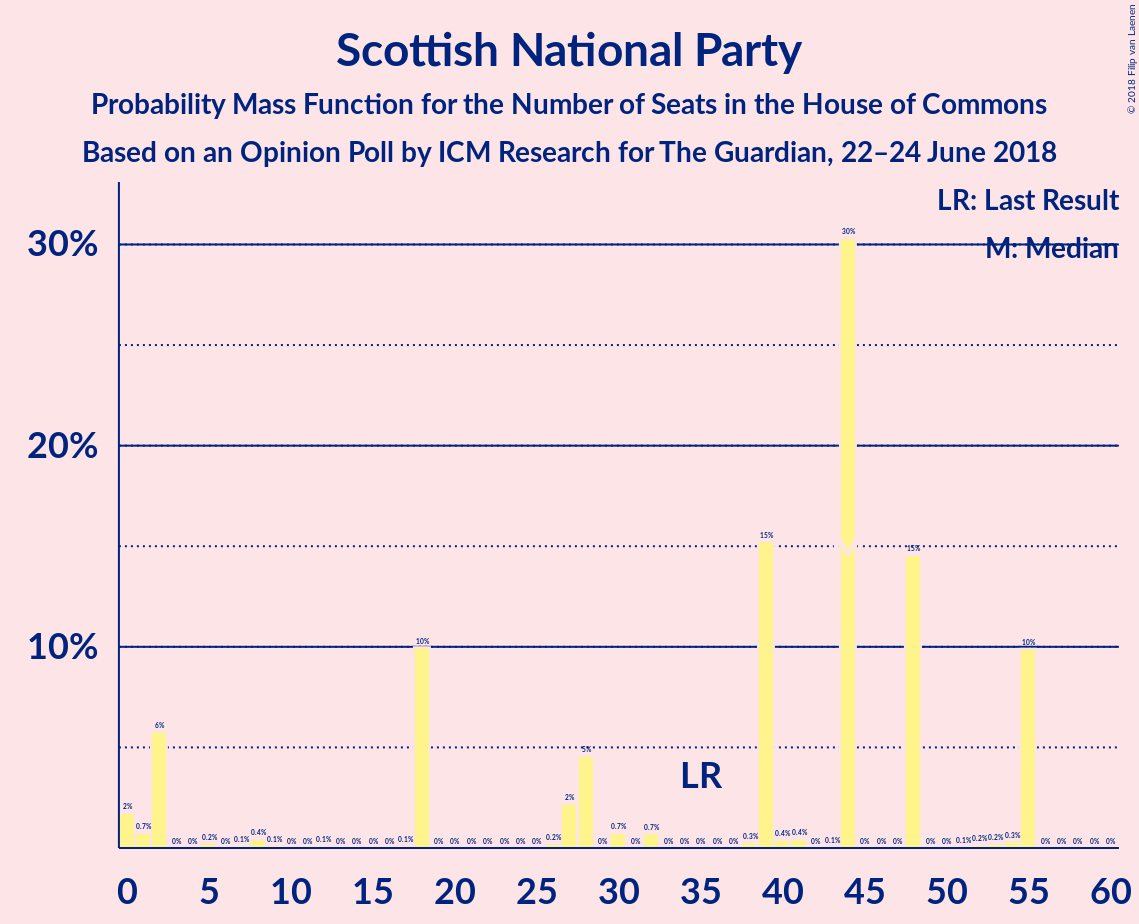 © 2018 Filip van Laenen
Scottish National Party
Probability Mass Function for the Number of Seats in the House of Commons
Based on an Opinion Poll by ICM Research for The Guardian, 22–24 June 2018
LR: Last Result
M: Median
30%
20%
10%
2% 0.7% 6% 0% 0% 0.2% 0% 0.1% 0.4% 0.1% 0% 0% 0.1% 0% 0% 0% 0% 0.1% 10% 0% 0% 0% 0% 0% 0% 0% 0.2% 2% 5% 0% 0.7% 0% 0.7% 0% 0% 0% 0% 0% 0.3% 15% 0.4% 0.4% 0% 0.1% 30% 0% 0% 0% 15% 0% 0% 0.1% 0.2% 0.2% 0.3% 10% 0% 0% 0% 0% 0%
LR
0 5 10 15 20 25 30 35 40 45 50 55 60